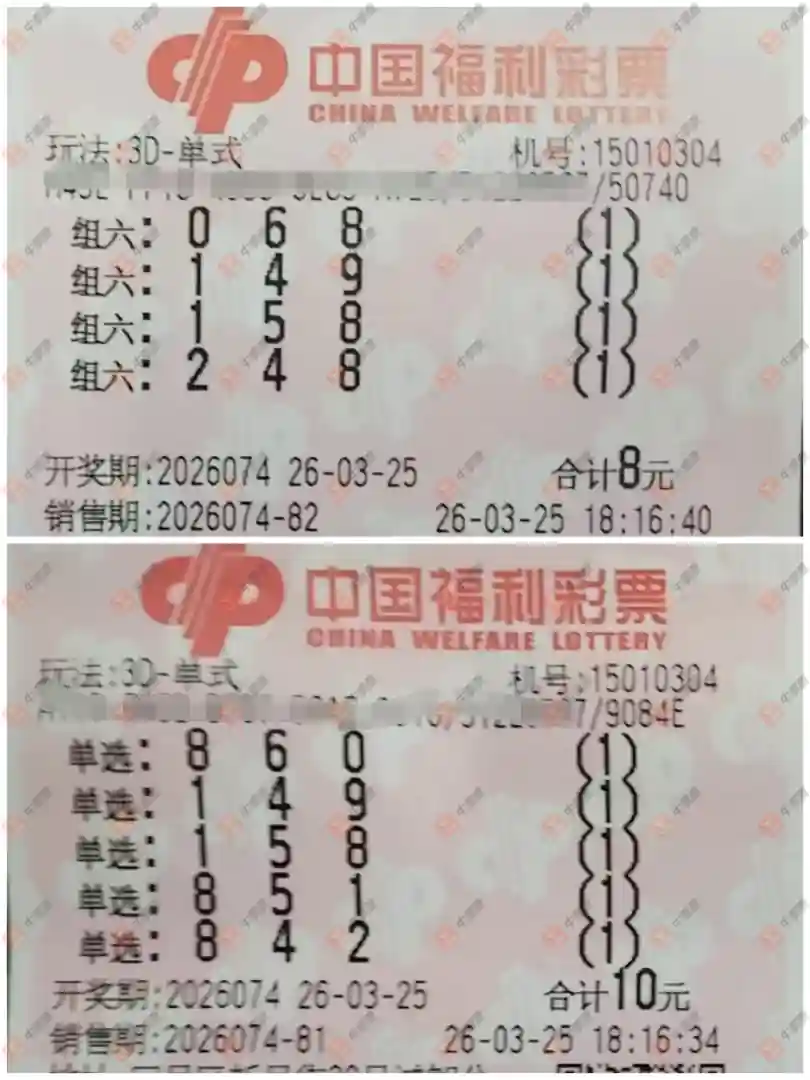 中国福利彩票
CHINA WELFARE LOTTERY
玩法:3D-单式 机号:15010304
/50740
组六: 0 6 8 (1)
组六: 1 4 9 (1)
组六: 1 5 8 (1)
组六: 2 4 8 (1)
开奖期:2026074 26-03-25 合计8元
销售期:2026074-82 26-03-25 18:16:40
中国福利彩票
CHINA WELFARE LOTTERY
玩法:3D-单式 机号:15010304
/9084E
单选: 8 6 0 (1)
单选: 1 4 9 (1)
单选: 1 5 8 (1)
单选: 8 5 1 (1)
单选: 8 4 2 (1)
开奖期:2026074 26-03-25 合计10元
销售期:2026074-81 26-03-25 18:16:34